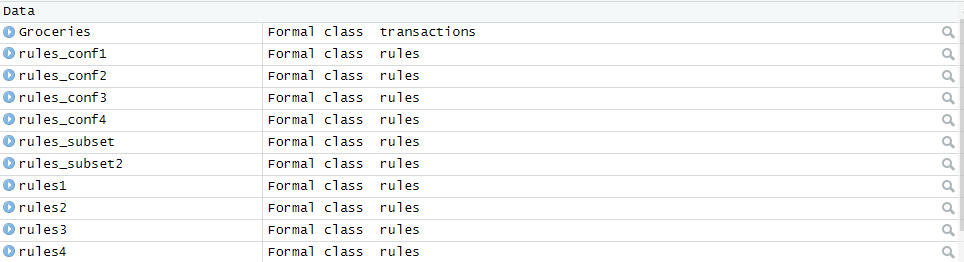 Data
Groceries Formal class transactions
rules_conf1 Formal class rules
rules_conf2 Formal class rules
rules_conf3 Formal class rules
rules_conf4 Formal class rules
rules_subset Formal class rules
rules_subset2 Formal class rules
rules1 Formal class rules
rules2 Formal class rules
rules3 Formal class rules
rules4 Formal class rules